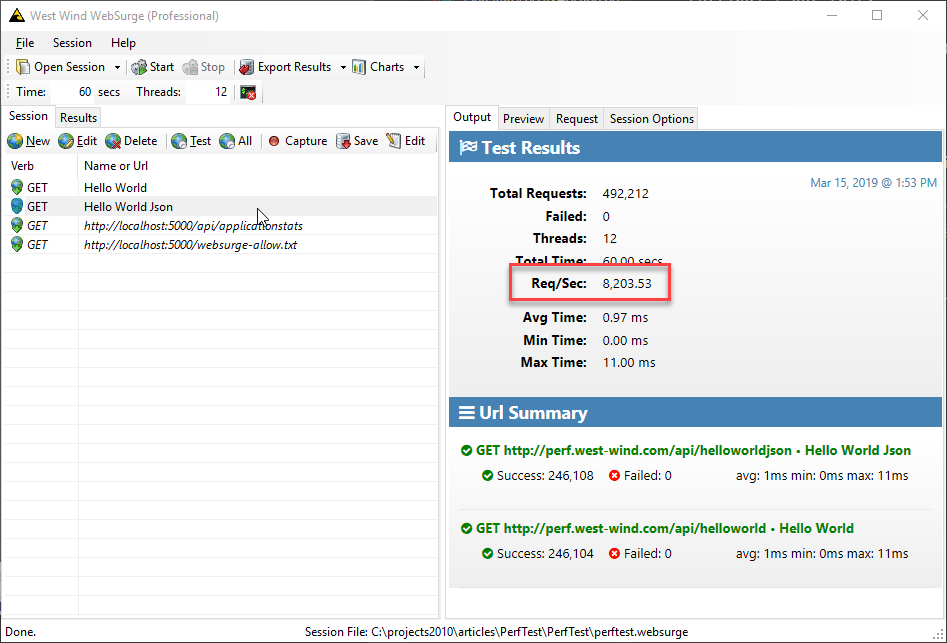 West Wind WebSurge (Professional)
File Session Help
Open Session Start Stop Export Results Charts
Time: 60 secs Threads: 12
Session Results
New Edit Delete Test All Capture Save Edit
Verb Name or Url
GET Hello World
GET Hello World Json
GET http://localhost:5000/api/applicationstats
GET http://localhost:5000/websurge-allow.txt
Output Preview Request Session Options
Test Results
Mar 15, 2019 @ 1:53 PM
Total Requests: 492,212
Failed: 0
Threads: 12
Total Time: 60.00 secs
Req/Sec: 8,203.53
Avg Time: 0.97 ms
Min Time: 0.00 ms
Max Time: 11.00 ms
Url Summary
GET http://perf.west-wind.com/api/helloworldjson • Hello World Json
Success: 246,108 Failed: 0 avg: 1ms min: 0ms max: 11ms
GET http://perf.west-wind.com/api/helloworld • Hello World
Success: 246,104 Failed: 0 avg: 1ms min: 0ms max: 11ms
Done. Session File: C:\projects2010\articles\PerfTest\PerfTest\perftest.websurge